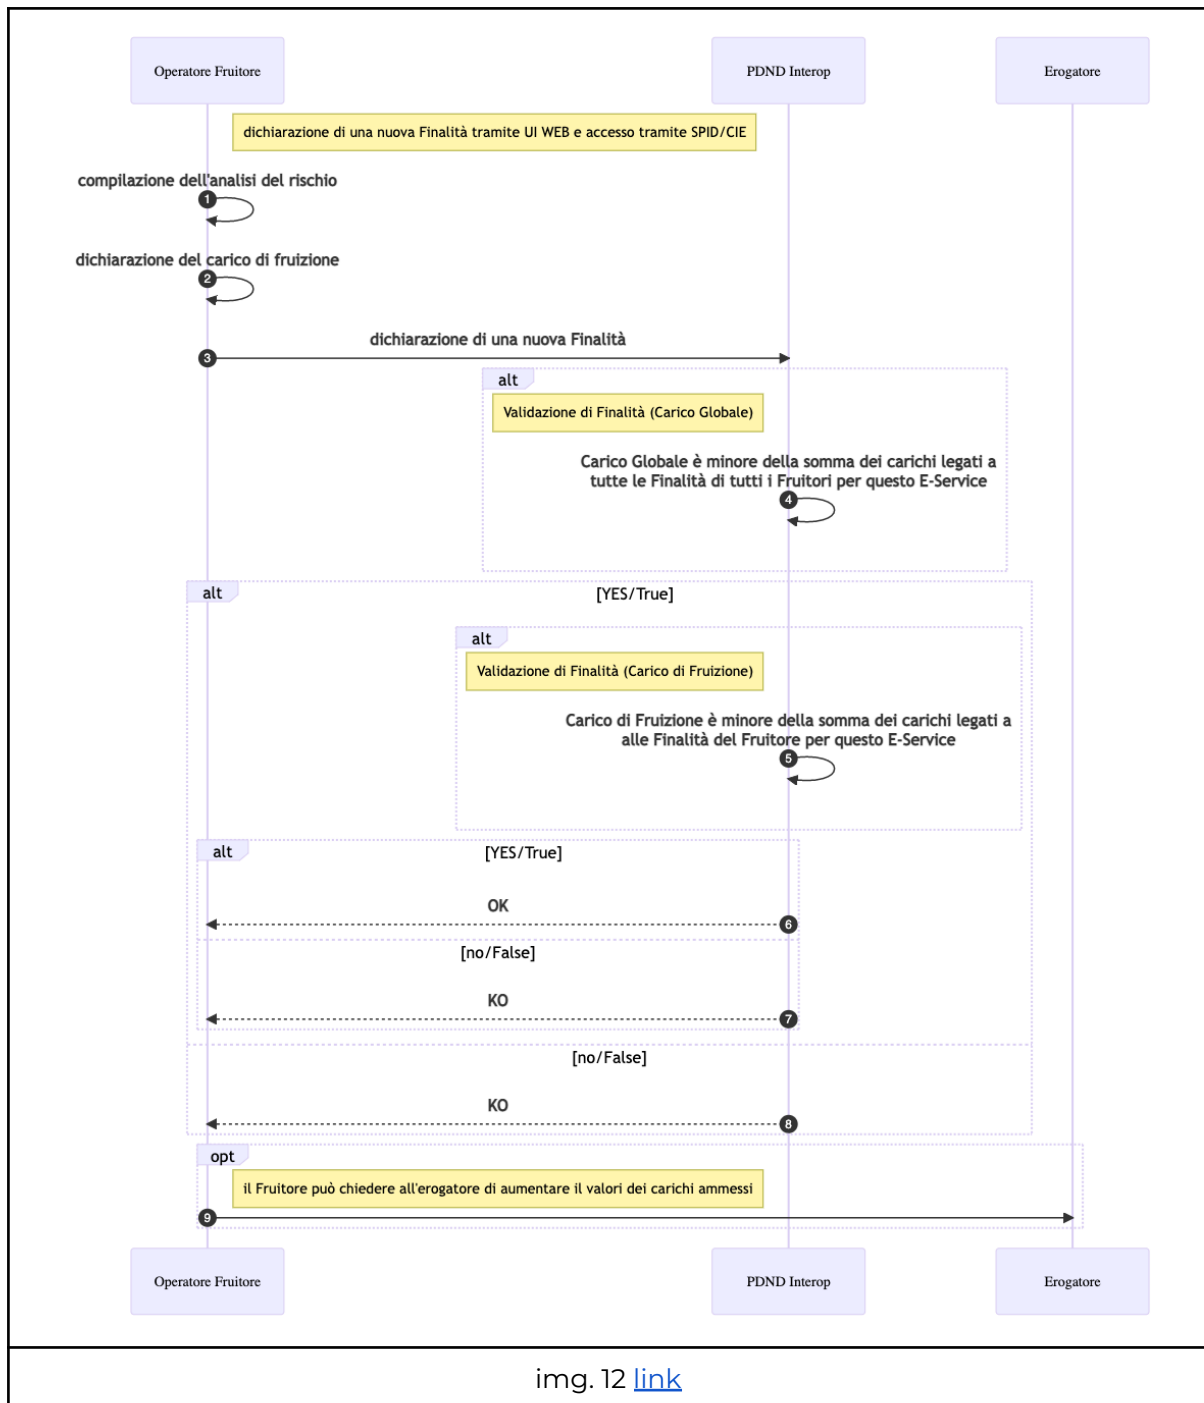 Operatore Fruitore
PDND Interop
Erogatore
dichiarazione di una nuova Finalità tramite UI WEB e accesso tramite SPID/CIE
compilazione dell'analisi del rischio
1
dichiarazione del carico di fruizione
2
dichiarazione di una nuova Finalità
3
alt
Validazione di Finalità (Carico Globale)
Carico Globale è minore della somma dei carichi legati a
tutte le Finalità di tutti i Fruitori per questo E-Service
4
alt
[YES/True]
alt
Validazione di Finalità (Carico di Fruizione)
Carico di Fruizione è minore della somma dei carichi legati a
alle Finalità del Fruitore per questo E-Service
5
alt
[YES/True]
OK
6
[no/False]
KO
7
[no/False]
KO
8
opt
il Fruitore può chiedere all'erogatore di aumentare il valori dei carichi ammessi
9
Operatore Fruitore
PDND Interop
Erogatore
img. 12 link